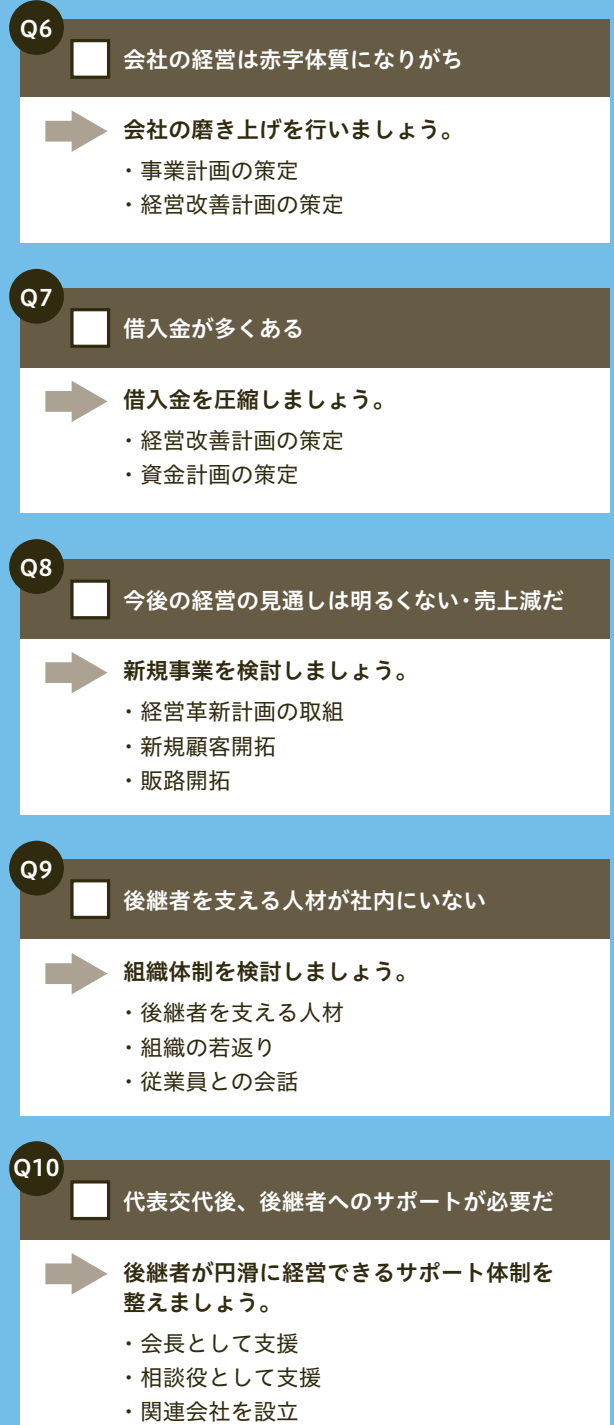 Q6
会社の経営は赤字体質になりがち
会社の磨き上げを行いましょう。
・事業計画の策定
・経営改善計画の策定
Q7
借入金が多くある
借入金を圧縮しましょう。
・経営改善計画の策定
・資金計画の策定
Q8
今後の経営の見通しは明るくない・売上減だ
新規事業を検討しましょう。
・経営革新計画の取組
・新規顧客開拓
・販路開拓
Q9
後継者を支える人材が社内にいない
組織体制を検討しましょう。
・後継者を支える人材
・組織の若返り
・従業員との会話
Q10
代表交代後、後継者へのサポートが必要だ
後継者が円滑に経営できるサポート体制を
整えましょう。
・会長として支援
・相談役として支援
・関連会社を設立